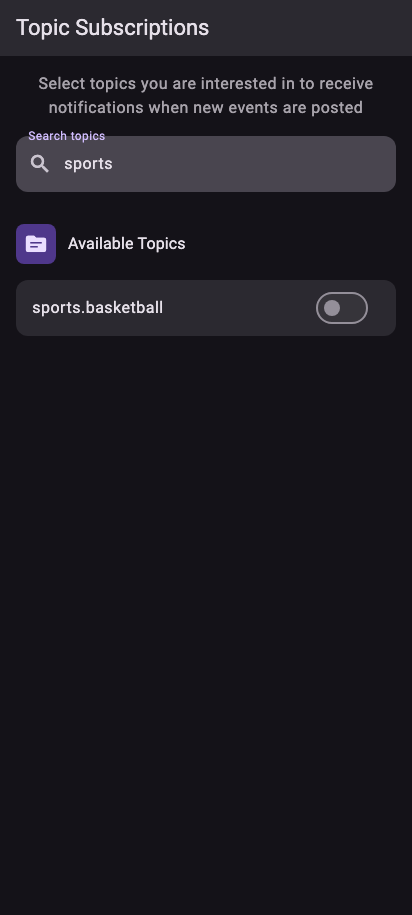 Topic Subscriptions
Select topics you are interested in to receive
notifications when new events are posted
Search topics
sports
Available Topics
sports.basketball